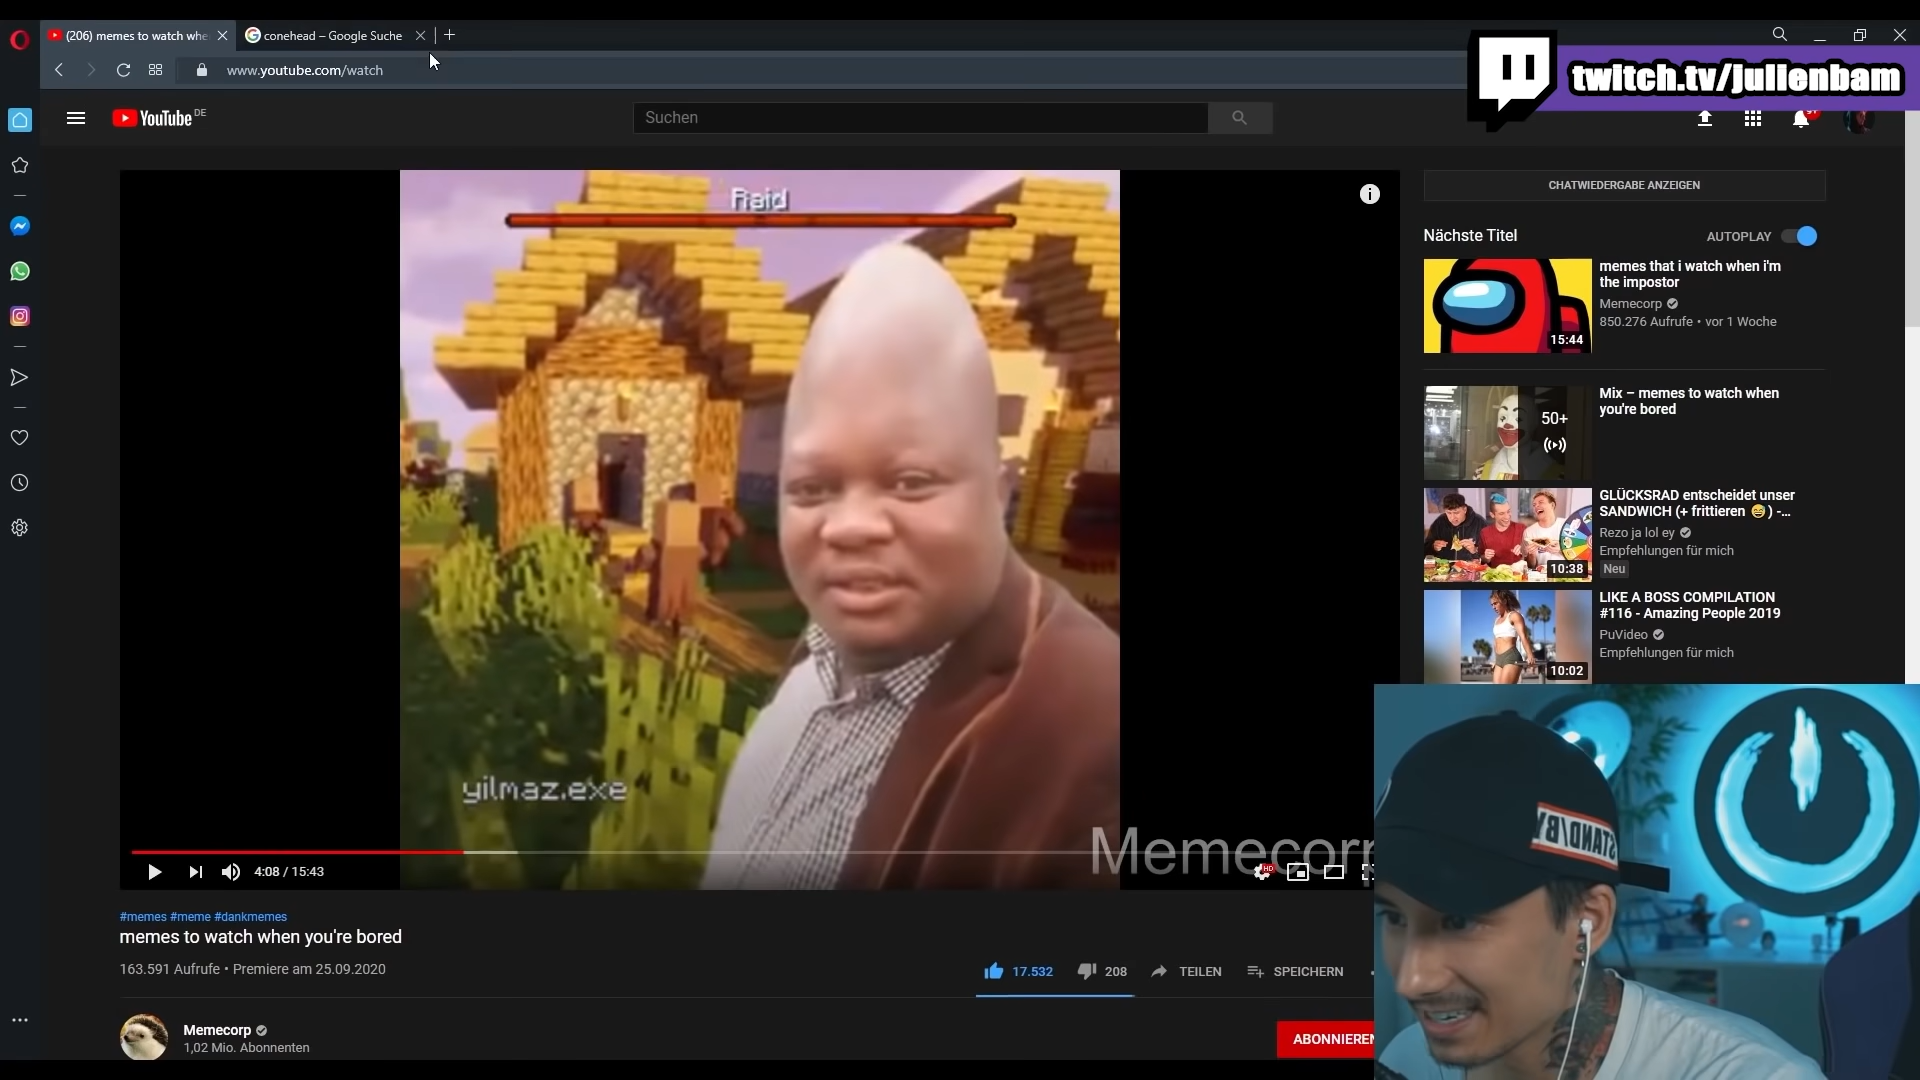 (206) memes to watch whe
conehead – Google Suche
www.youtube.com/watch
twitch.tv/julienbam
YouTube DE
Suchen
9+
Raid
yilmaz.exe
Memecorp
4:08 / 15:43
HD
#memes #meme #dankmemes
memes to watch when you're bored
163.591 Aufrufe • Premiere am 25.09.2020
17.532
208
TEILEN
SPEICHERN
Memecorp
1,02 Mio. Abonnenten
ABONNIEREN
CHATWIEDERGABE ANZEIGEN
Nächste Titel
AUTOPLAY
15:44
memes that i watch when i'm
the impostor
Memecorp
850.276 Aufrufe • vor 1 Woche
50+
Mix – memes to watch when
you're bored
10:38
GLÜCKSRAD entscheidet unser
SANDWICH (+ frittieren 😅) -...
Rezo ja lol ey
Empfehlungen für mich
Neu
10:02
LIKE A BOSS COMPILATION
#116 - Amazing People 2019
PuVideo
Empfehlungen für mich
STAND/BY